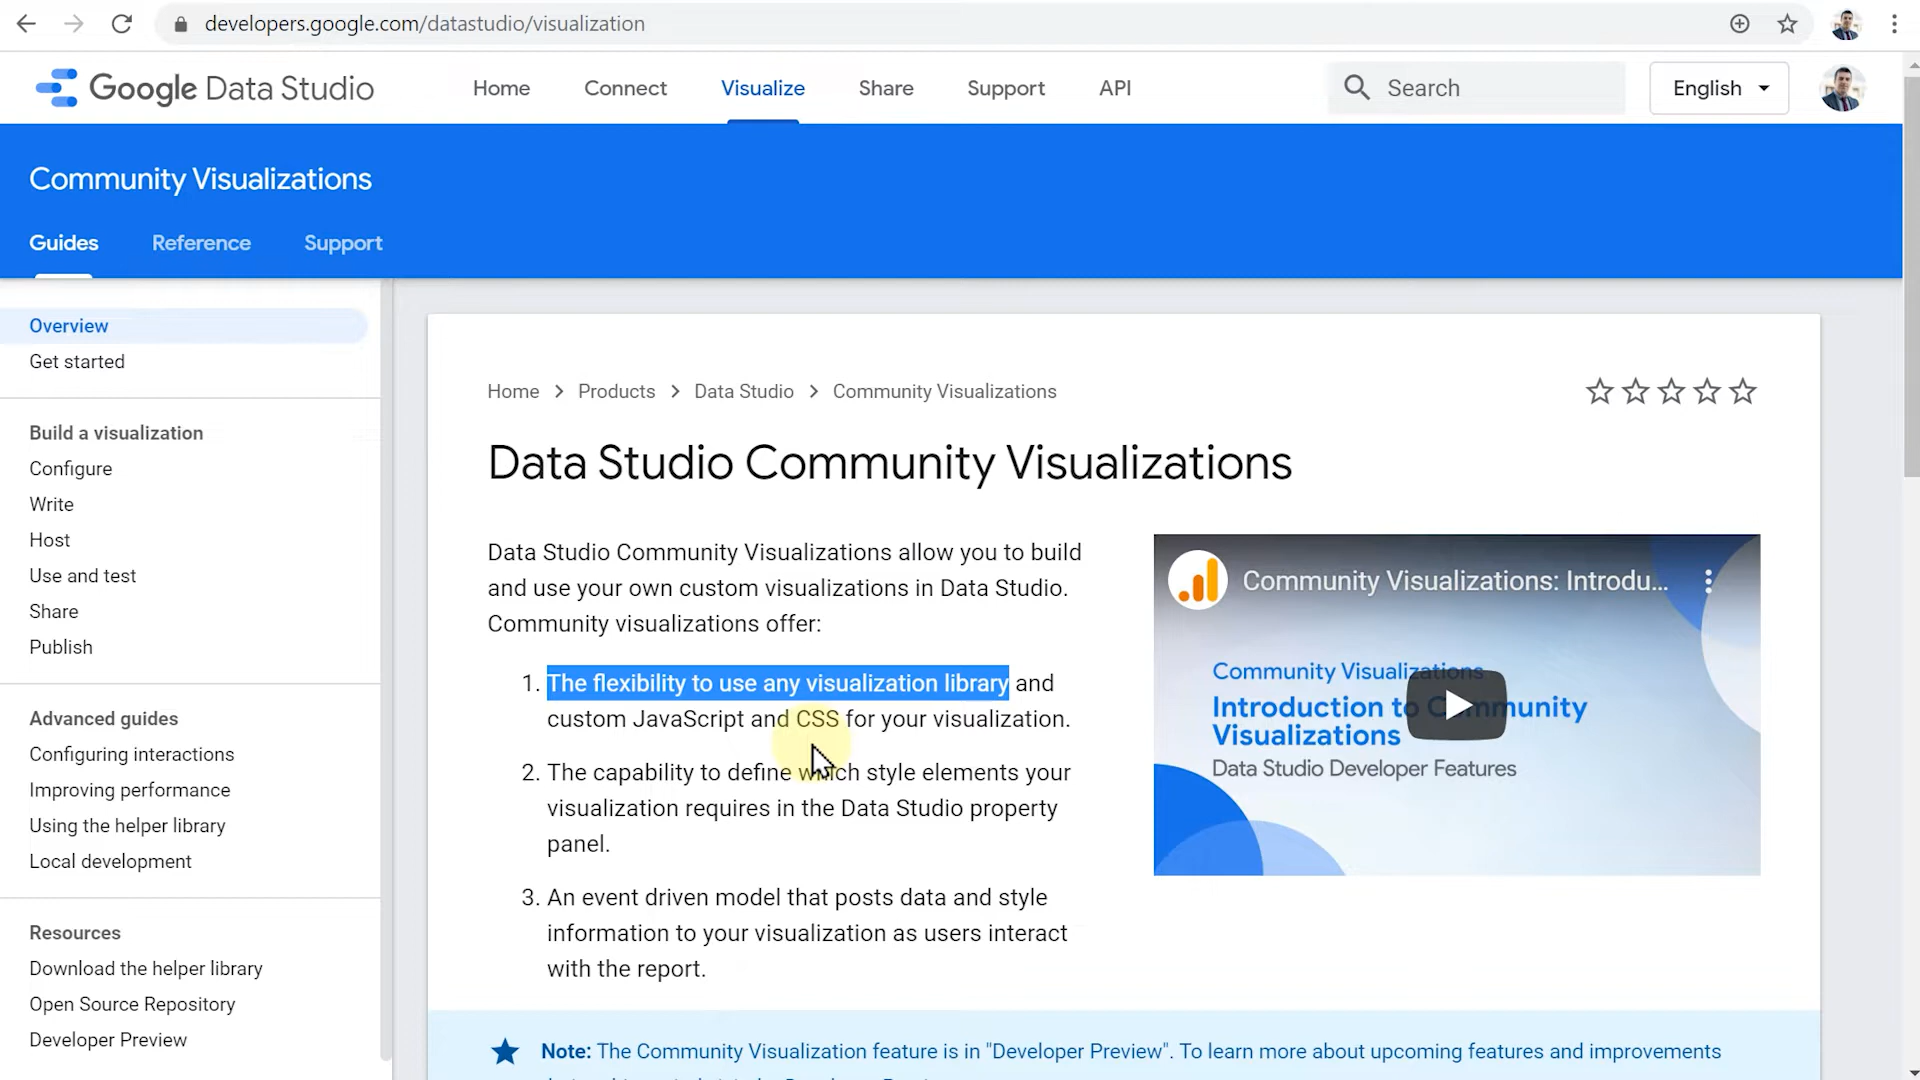 developers.google.com/datastudio/visualization
Google Data Studio
Home
Connect
Visualize
Share
Support
API
Search
English
Community Visualizations
Guides
Reference
Support
Overview
Get started
Build a visualization
Configure
Write
Host
Use and test
Share
Publish
Advanced guides
Configuring interactions
Improving performance
Using the helper library
Local development
Resources
Download the helper library
Open Source Repository
Developer Preview
Home > Products > Data Studio > Community Visualizations
Data Studio Community Visualizations
Data Studio Community Visualizations allow you to build
and use your own custom visualizations in Data Studio.
Community visualizations offer:
1. The flexibility to use any visualization library and
custom JavaScript and CSS for your visualization.
2. The capability to define which style elements your
visualization requires in the Data Studio property
panel.
3. An event driven model that posts data and style
information to your visualization as users interact
with the report.
Community Visualizations: Introdu...
Community Visualizations
Introduction to Community
Visualizations
Data Studio Developer Features
Note: The Community Visualization feature is in "Developer Preview". To learn more about upcoming features and improvements